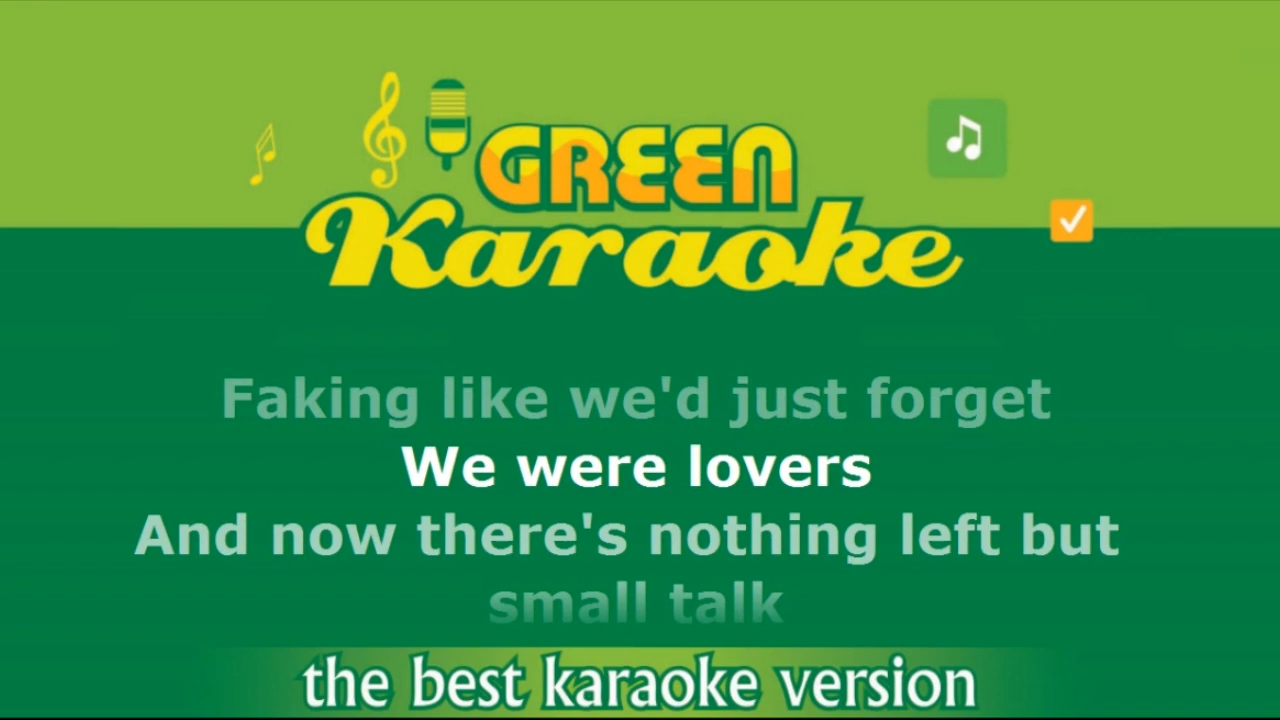 GREEN
Karaoke
Faking like we'd just forget
We were lovers
And now there's nothing left but
small talk
the best karaoke version